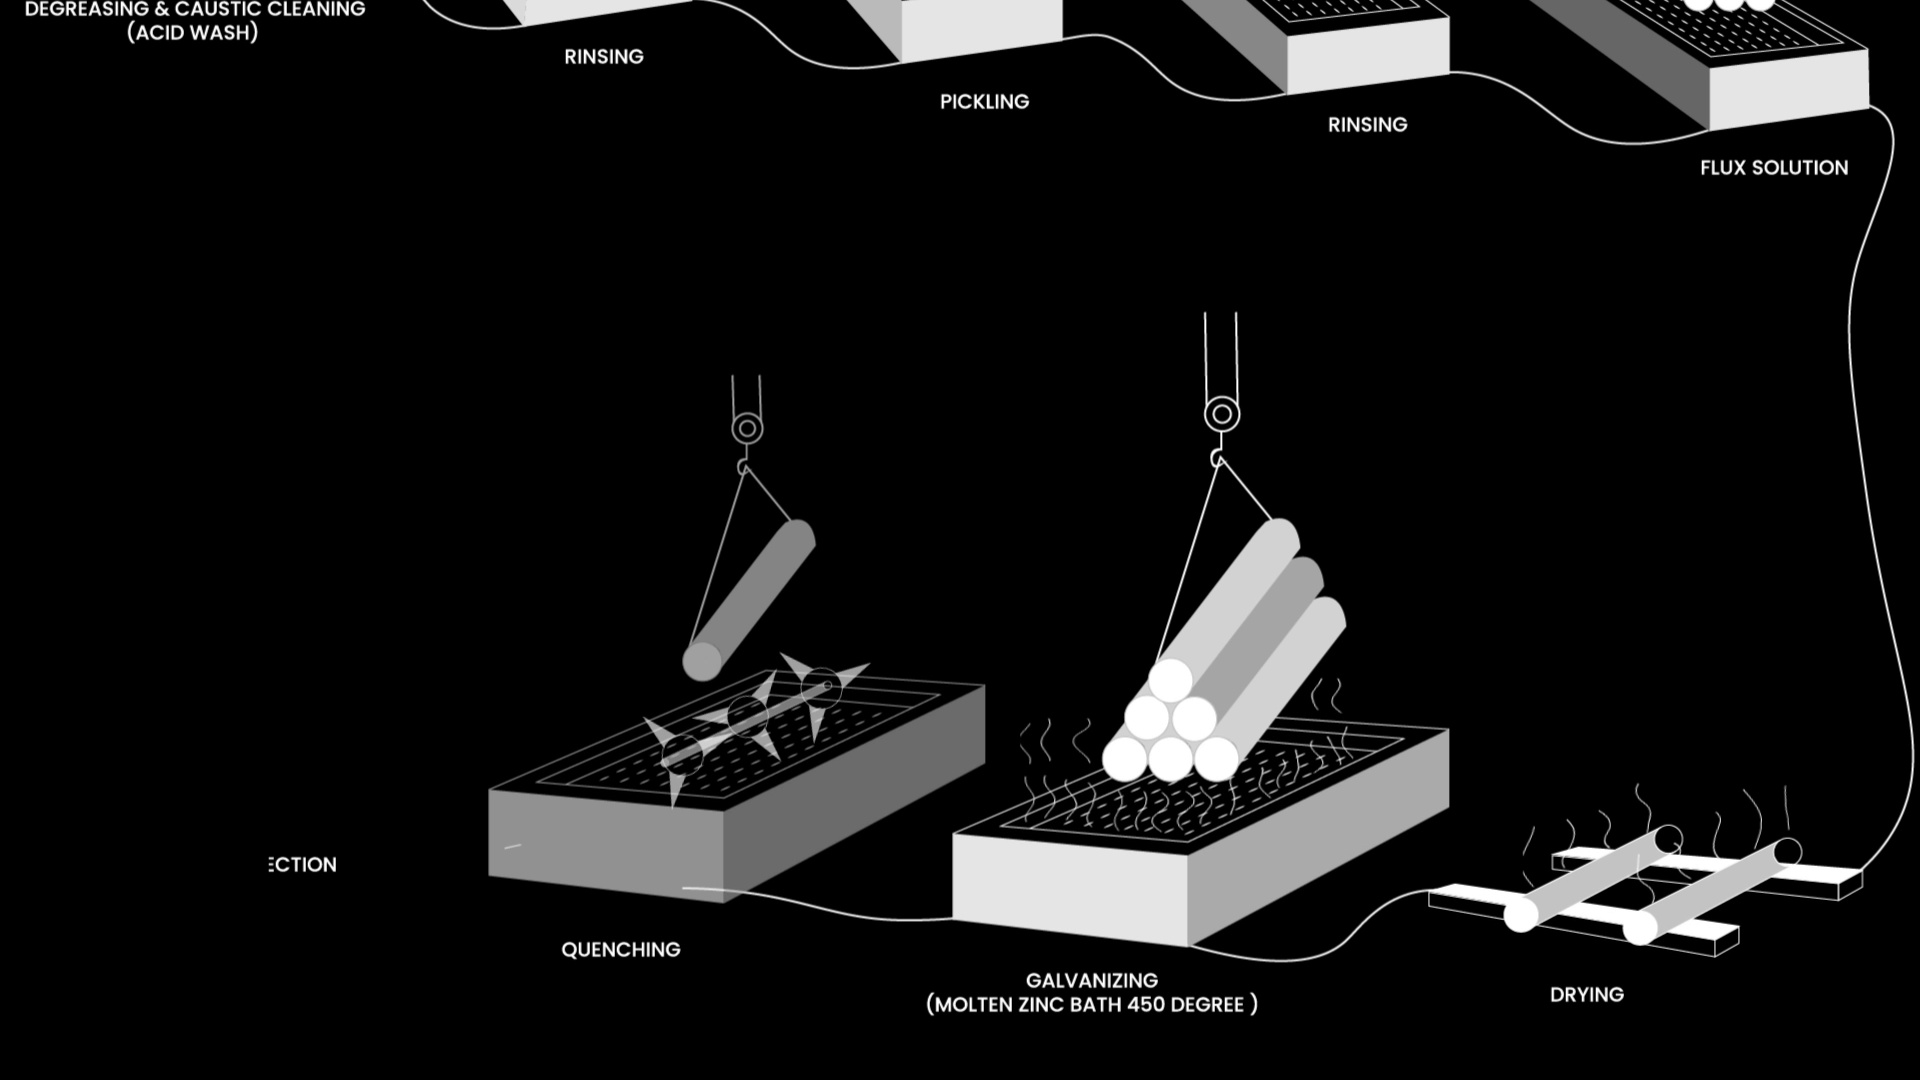 DEGREASING & CAUSTIC CLEANING
(ACID WASH)
RINSING
PICKLING
RINSING
FLUX SOLUTION
ECTION
QUENCHING
GALVANIZING
(MOLTEN ZINC BATH 450 DEGREE )
DRYING